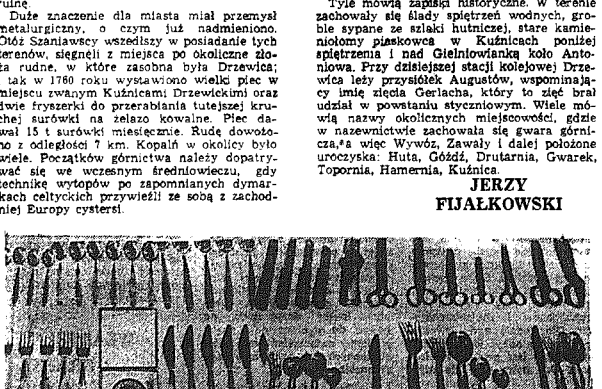 ruinę.
Duże znaczenie dla miasta miał przemysł
metalurgiczny, o czym już nadmieniono.
Otóż Szaniawscy wszedłszy w posiadanie tych
terenów, sięgnęli z miejsca po okoliczne zło-
ża rudne, w które zasobna była Drzewica;
tak w 1760 roku wystawiono wielki piec w
miejscu zwanym Kuźnicami Drzewickimi oraz
dwie fryszerki do przerabiania tutejszej kru-
chej surówki na żelazo kowalne. Piec da-
wał 15 t surówki miesięcznie. Rudę dowożo-
no z odległości 7 km. Kopalń w okolicy było
wiele. Początków górnictwa należy dopatry-
wać się we wczesnym średniowieczu, gdy
technikę wytopów po zapomnianych dymar-
kach celtyckich przywieźli ze sobą z zachod-
niej Europy cystersi.
Tyle mówią zapiski historyczne. W terenie
zachowały się ślady spiętrzeń wodnych, gro-
ble sypane ze szlaki hutniczej, stare kamie-
niołomy piaskowca w Kuźnicach poniżej
spiętrzenia i nad Gielniowianką koło Anto-
niowa. Przy dzisiejszej stacji kolejowej Drze-
wica leży przysiółek Augustów, wspominają-
cy imię zięcia Gerlacha, który to zięć brał
udział w powstaniu styczniowym. Wiele mó-
wią nazwy okolicznych miejscowości, gdzie
w nazewnictwie zachowała się gwara górni-
cza, a więc Wywóz, Zawały i dalej położone
uroczyska: Huta, Góźdź, Drutarnia, Gwarek,
Topornia, Hamernia, Kuźnica.
JERZY
FIJAŁKOWSKI